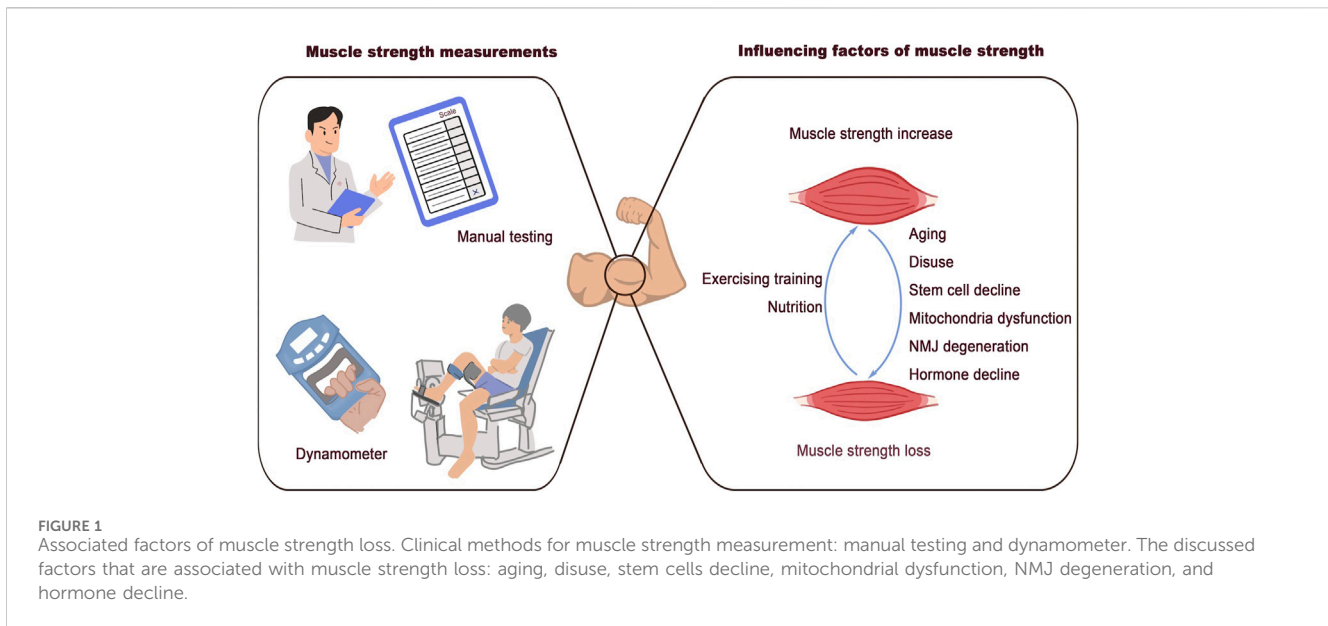 Muscle strength measurements
Scale
Manual testing
Dynamometer
Influencing factors of muscle strength
Muscle strength increase
Exercising training
Nutrition
Aging
Disuse
Stem cell decline
Mitochondria dysfunction
NMJ degeneration
Hormone decline
Muscle strength loss
FIGURE 1
Associated factors of muscle strength loss. Clinical methods for muscle strength measurement: manual testing and dynamometer. The discussed
factors that are associated with muscle strength loss: aging, disuse, stem cells decline, mitochondrial dysfunction, NMJ degeneration, and
hormone decline.